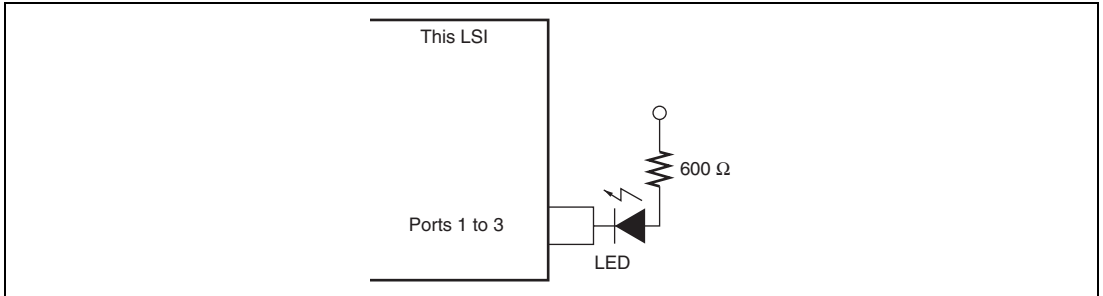 This LSI
600 Ω
Ports 1 to 3
LED